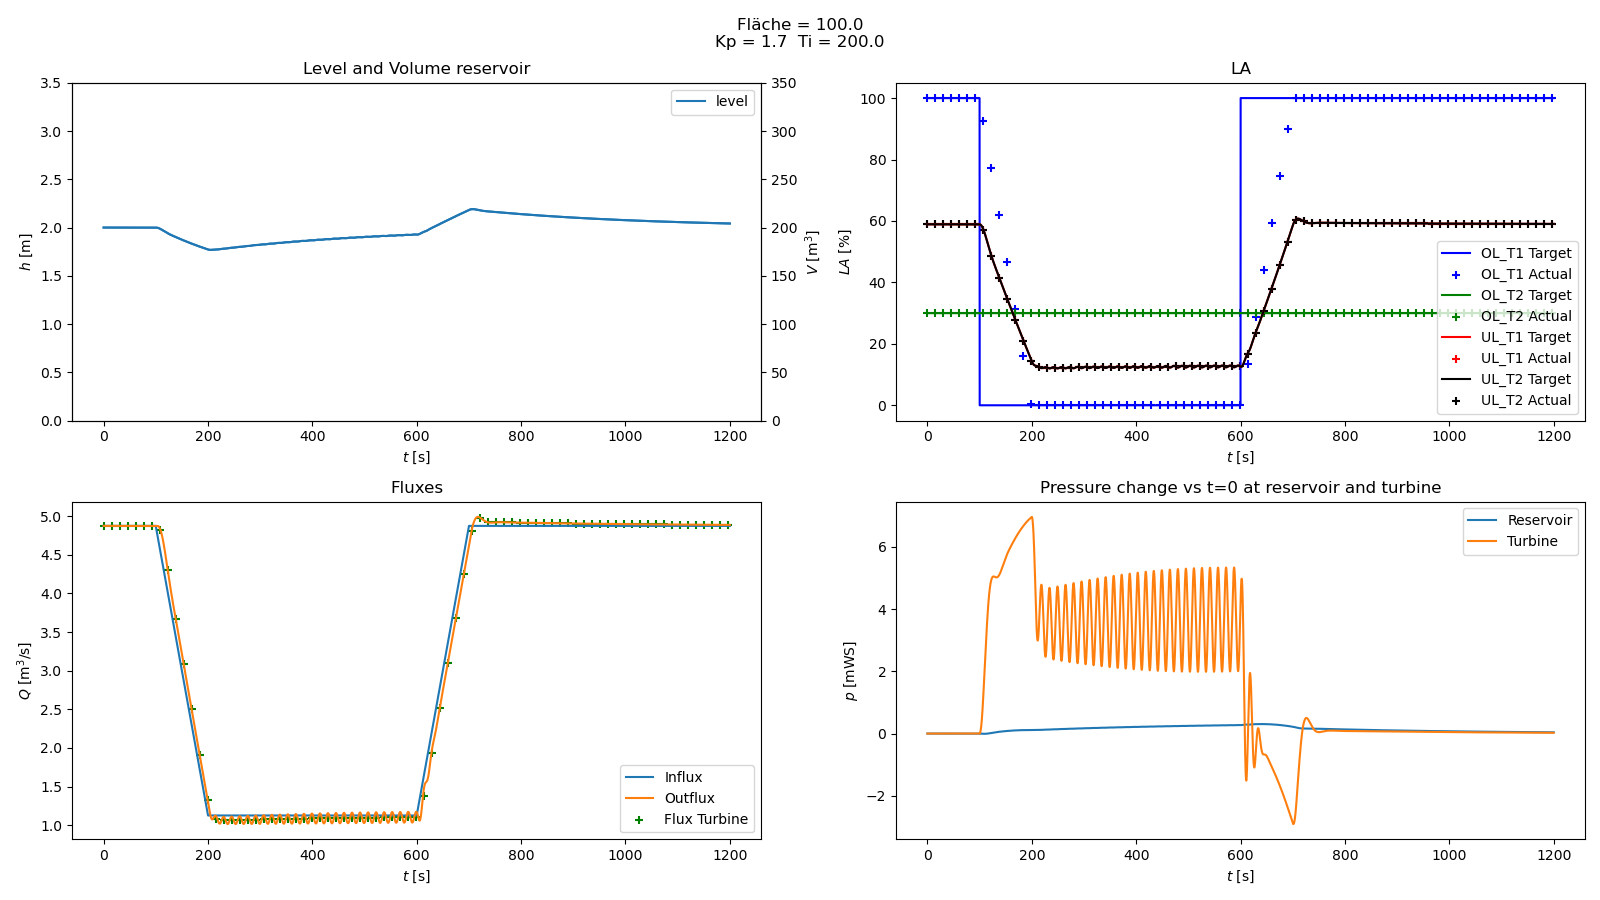 Fläche = 100.0
Kp = 1.7  Ti = 200.0
Level and Volume reservoir
3.5
3.0
2.5
2.0
1.5
1.0
0.5
0.0
h [m]
350
300
250
200
150
100
50
0
V [m³]
level
0 200 400 600 800 1000 1200
t [s]
LA
100
80
60
40
20
0
LA [%]
OL_T1 Target
OL_T1 Actual
OL_T2 Target
OL_T2 Actual
UL_T1 Target
UL_T1 Actual
UL_T2 Target
UL_T2 Actual
0 200 400 600 800 1000 1200
t [s]
Fluxes
5.0
4.5
4.0
3.5
3.0
2.5
2.0
1.5
1.0
Q [m³/s]
Influx
Outflux
Flux Turbine
0 200 400 600 800 1000 1200
t [s]
Pressure change vs t=0 at reservoir and turbine
6
4
2
0
−2
p [mWS]
Reservoir
Turbine
0 200 400 600 800 1000 1200
t [s]